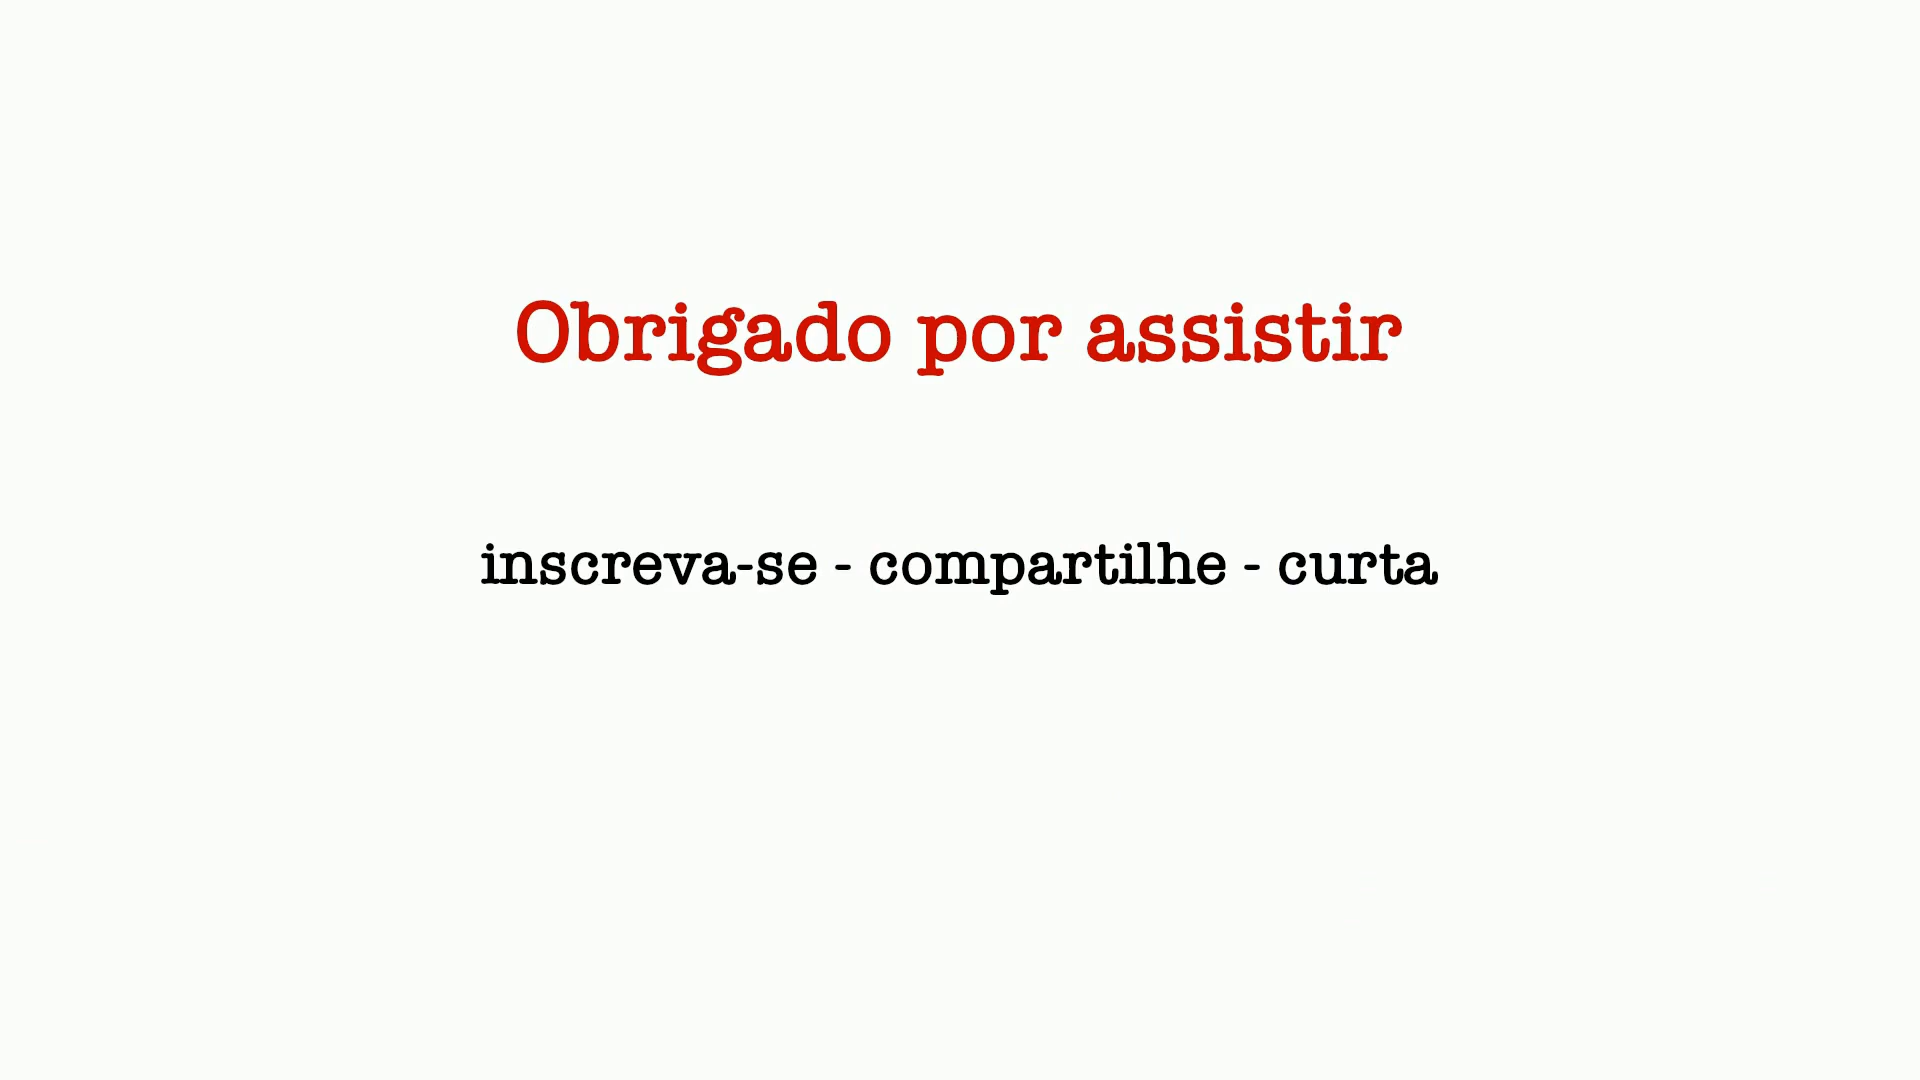 Obrigado por assistir
inscreva-se - compartilhe - curta